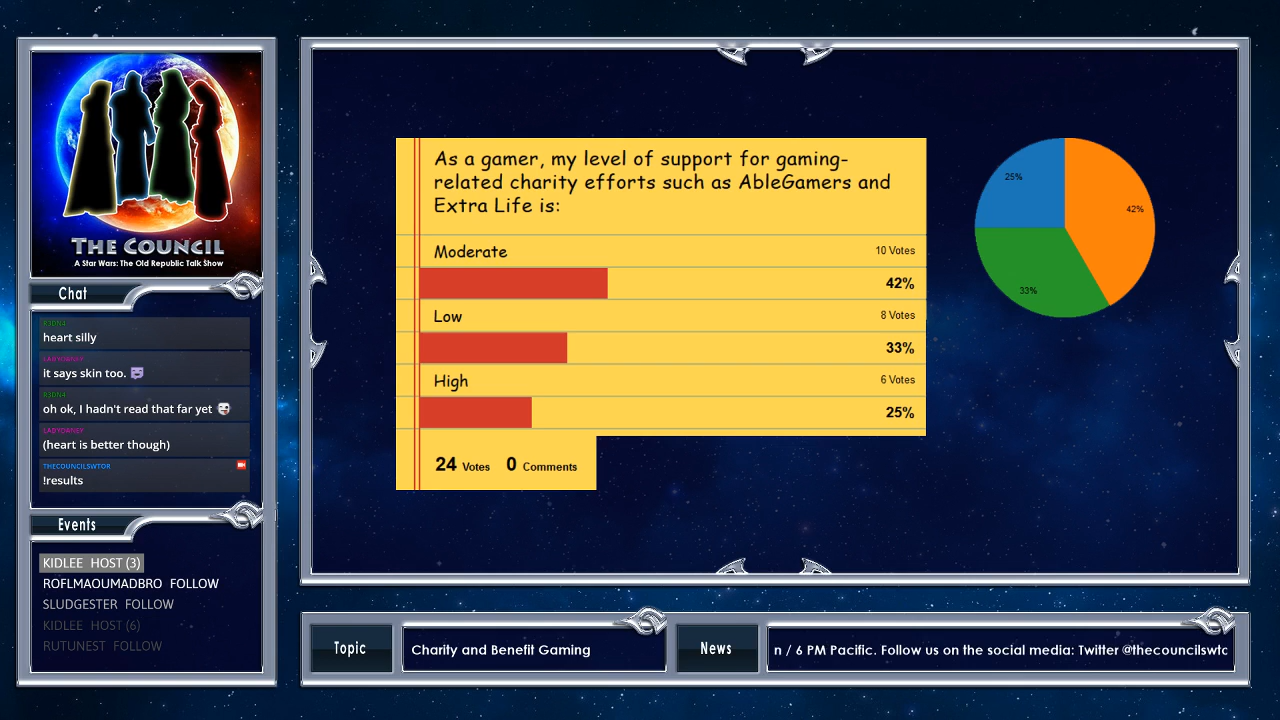 THE COUNCIL
A Star Wars: The Old Republic Talk Show
Chat
R3DN4
heart silly
LADYDANEY
it says skin too.
R3DN4
oh ok, I hadn't read that far yet
LADYDANEY
(heart is better though)
THECOUNCILSWTOR
!results
Events
KIDLEE HOST (3)
ROFLMAOUMADBRO FOLLOW
SLUDGESTER FOLLOW
KIDLEE HOST (6)
RUTUNEST FOLLOW
As a gamer, my level of support for gaming-
related charity efforts such as AbleGamers and
Extra Life is:
Moderate 10 Votes
42%
Low 8 Votes
33%
High 6 Votes
25%
24 Votes 0 Comments
25%
42%
33%
Topic
Charity and Benefit Gaming
News
n / 6 PM Pacific. Follow us on the social media: Twitter @thecouncilswtc